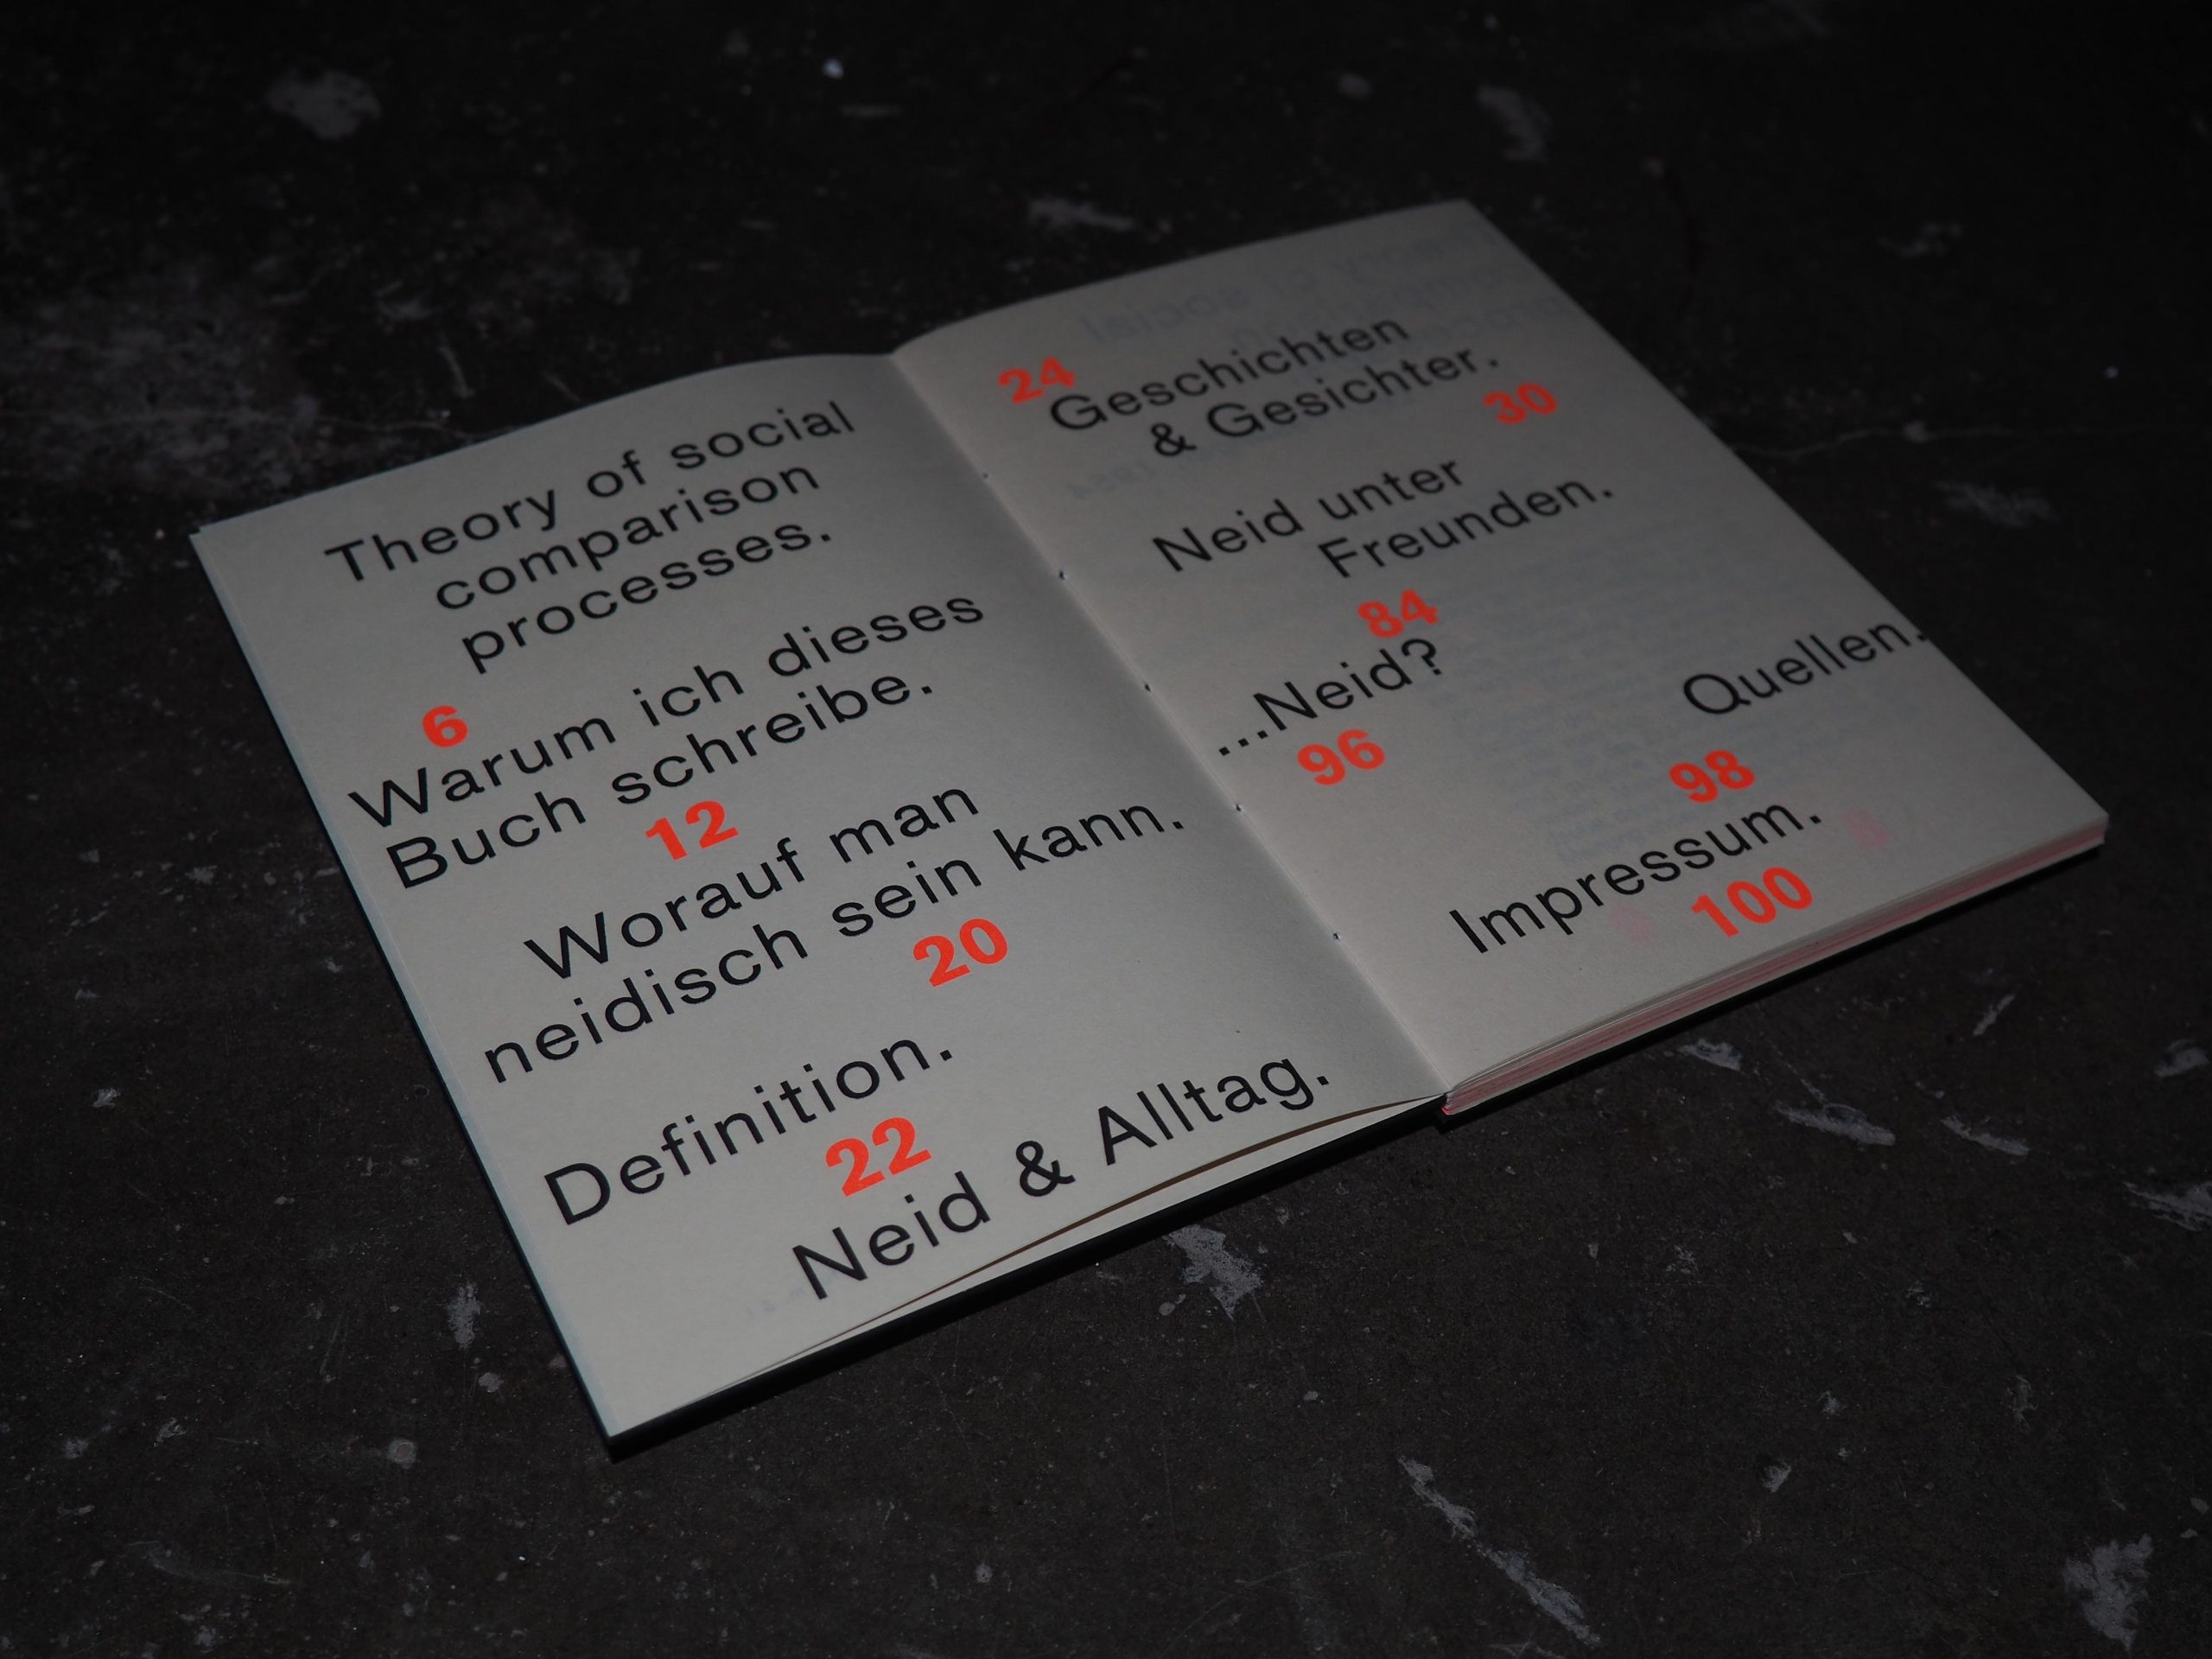 Theory of social
comparison
processes.
6
Warum ich dieses
Buch schreibe.
12
Worauf man
neidisch sein kann.
20
Definition.
22
Neid & Alltag.
24
Geschichten
& Gesichter.
30
Neid unter
Freunden.
84
...Neid?
96
Quellen.
98
Impressum.
100